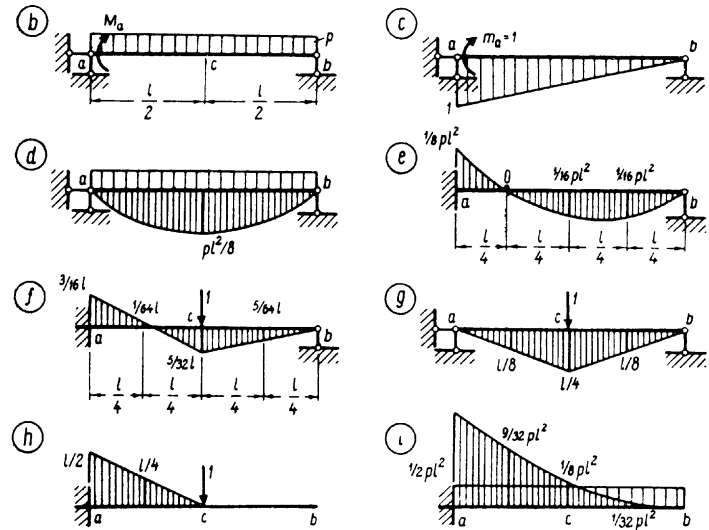 b
Mₐ
p
a
c
b
l/2
l/2
c
a
mₐ=1
b
1
d
a
b
pl²/8
e
1/8 pl²
0
1/16 pl²
1/16 pl²
a
b
l/4
l/4
l/4
l/4
f
3/16 l
1/64 l
c
1
5/64 l
a
b
5/32 l
l/4
l/4
l/4
l/4
g
a
c
1
b
l/8
l/4
l/8
h
l/2
l/4
1
a
c
b
i
9/32 pl²
1/2 pl²
1/8 pl²
a
c
1/32 pl²
b